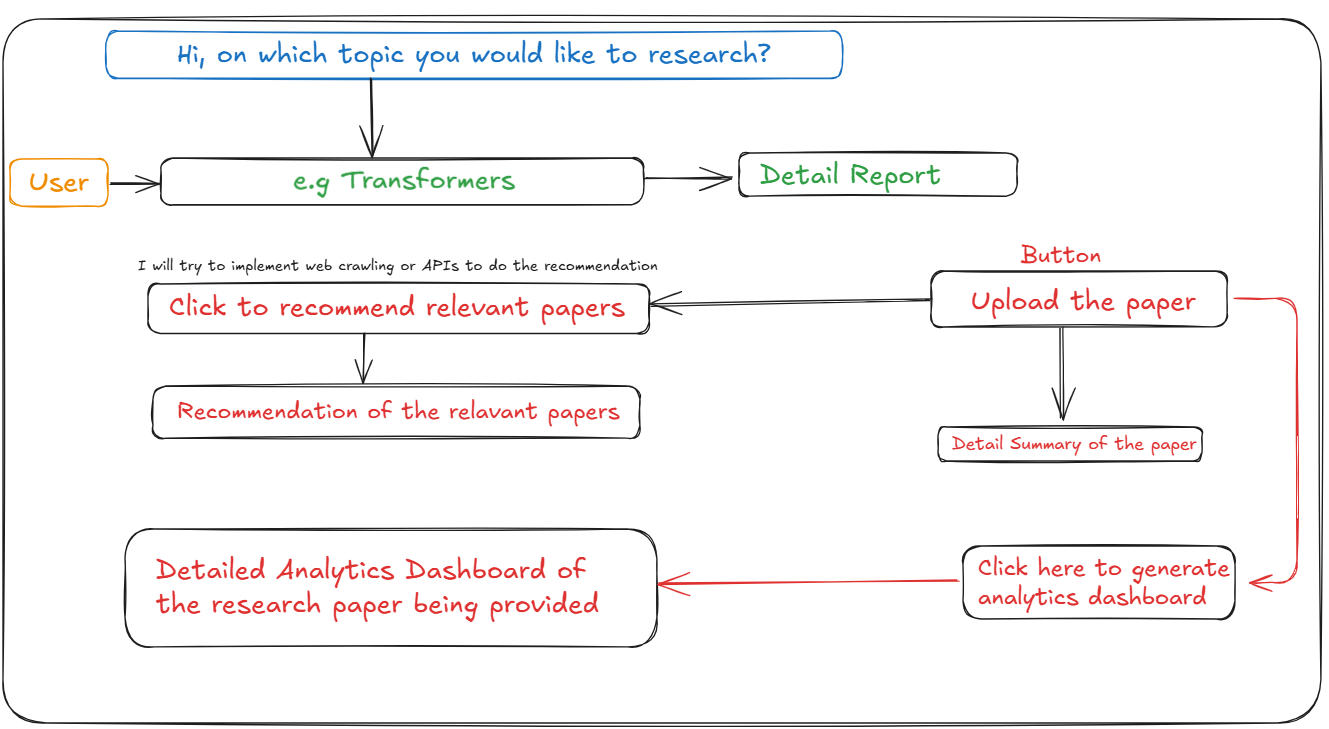 Hi, on which topic you would like to research?
User
e.g Transformers
Detail Report
Button
I will try to implement web crawling or APIs to do the recommendation
Click to recommend relevant papers
Upload the paper
Recommendation of the relavant papers
Detail Summary of the paper
Detailed Analytics Dashboard of
the research paper being provided
Click here to generate
analytics dashboard